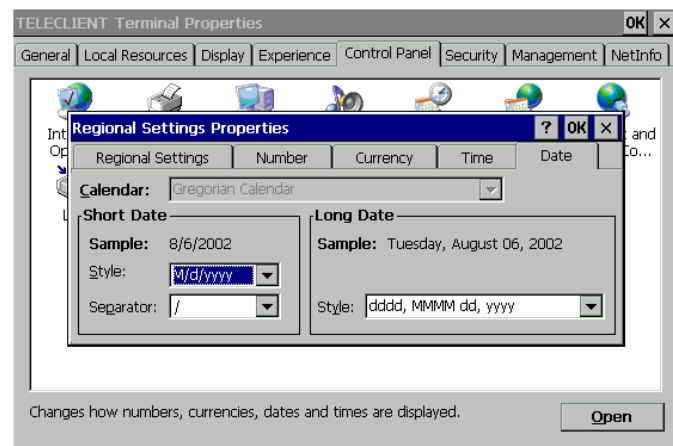 TELECLIENT Terminal Properties OK ×
General Local Resources Display Experience Control Panel Security Management NetInfo
Regional Settings Properties ? OK ×
Regional Settings Number Currency Time Date
Calendar: Gregorian Calendar
Short Date
Sample: 8/6/2002
Style: M/d/yyyy
Separator: /
Long Date
Sample: Tuesday, August 06, 2002
Style: dddd, MMMM dd, yyyy
and
Changes how numbers, currencies, dates and times are displayed.
Open